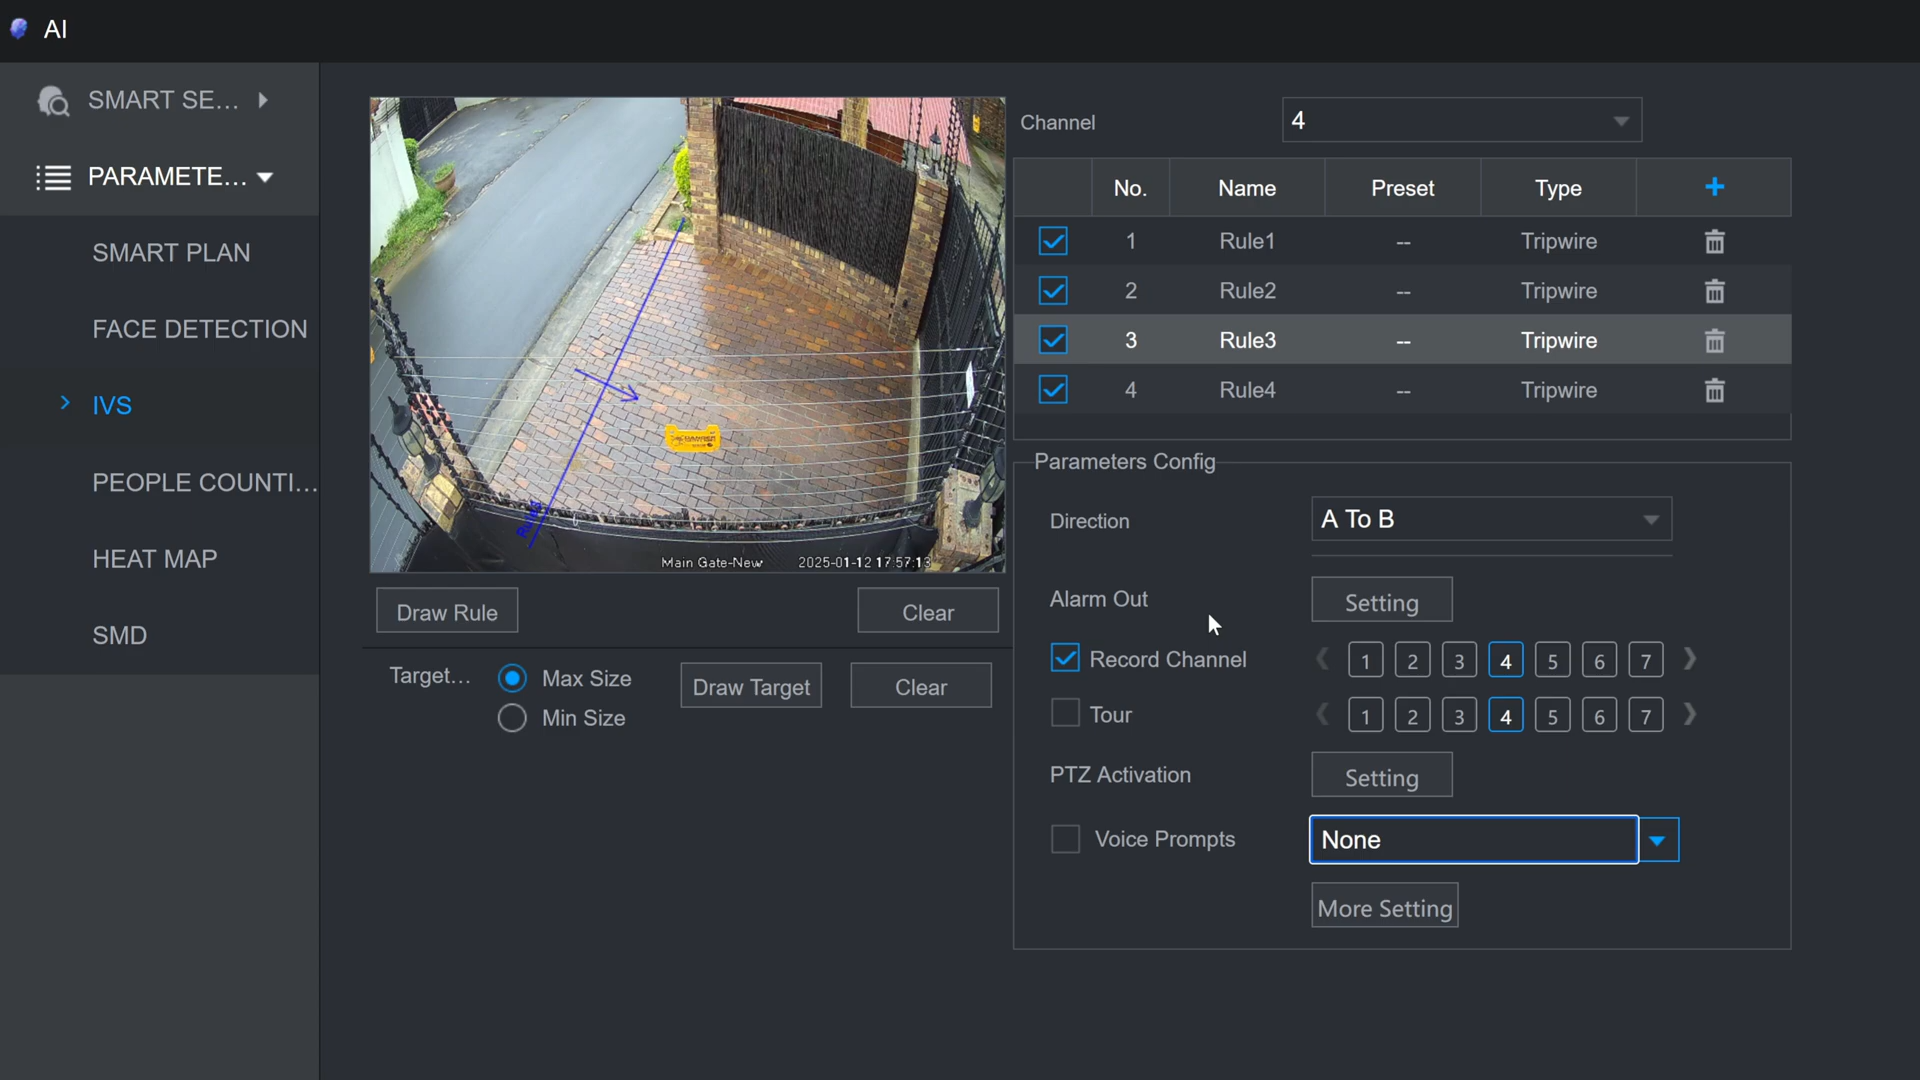 AI
SMART SE...
PARAMETE...
SMART PLAN
FACE DETECTION
IVS
PEOPLE COUNTI...
HEAT MAP
SMD
Main Gate-New 2025-01-12 17:57:13
Draw Rule Clear
Target... Max Size Draw Target Clear
Min Size
Channel 4
No. Name Preset Type +
1 Rule1 -- Tripwire
2 Rule2 -- Tripwire
3 Rule3 -- Tripwire
4 Rule4 -- Tripwire
Parameters Config
Direction A To B
Alarm Out Setting
Record Channel 1 2 3 4 5 6 7
Tour 1 2 3 4 5 6 7
PTZ Activation Setting
Voice Prompts None
More Setting